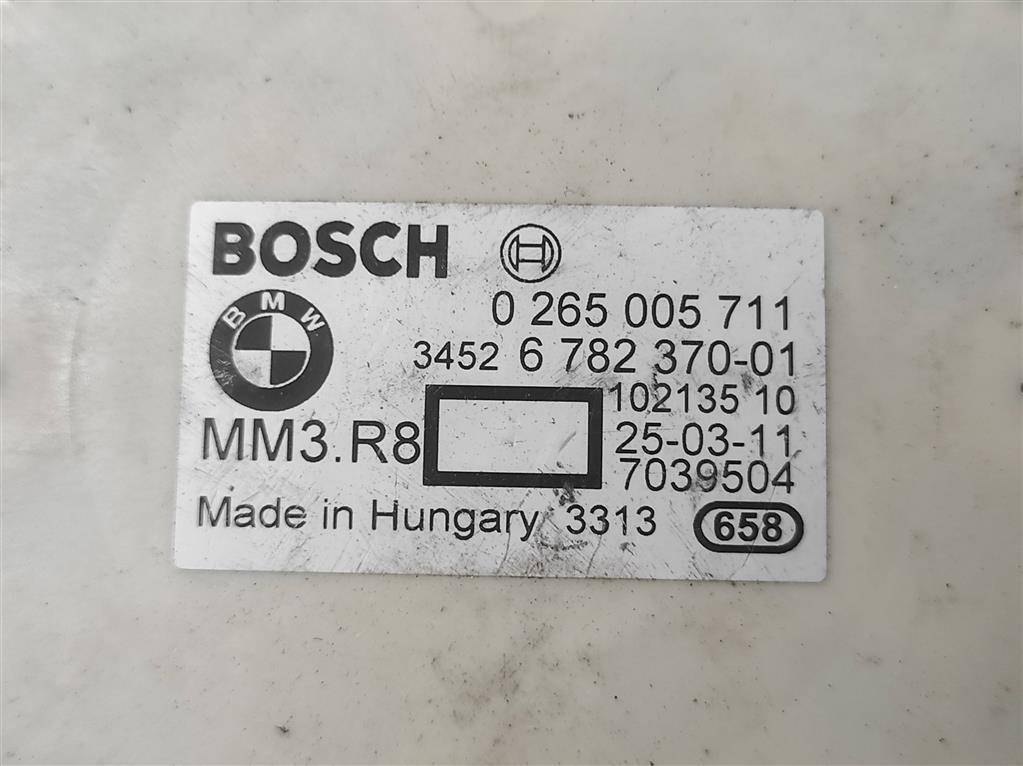 BOSCH
0 265 005 711
BMW
3452 6 782 370-01
102135 10
MM3.R8 25-03-11
7039504
Made in Hungary 3313 658